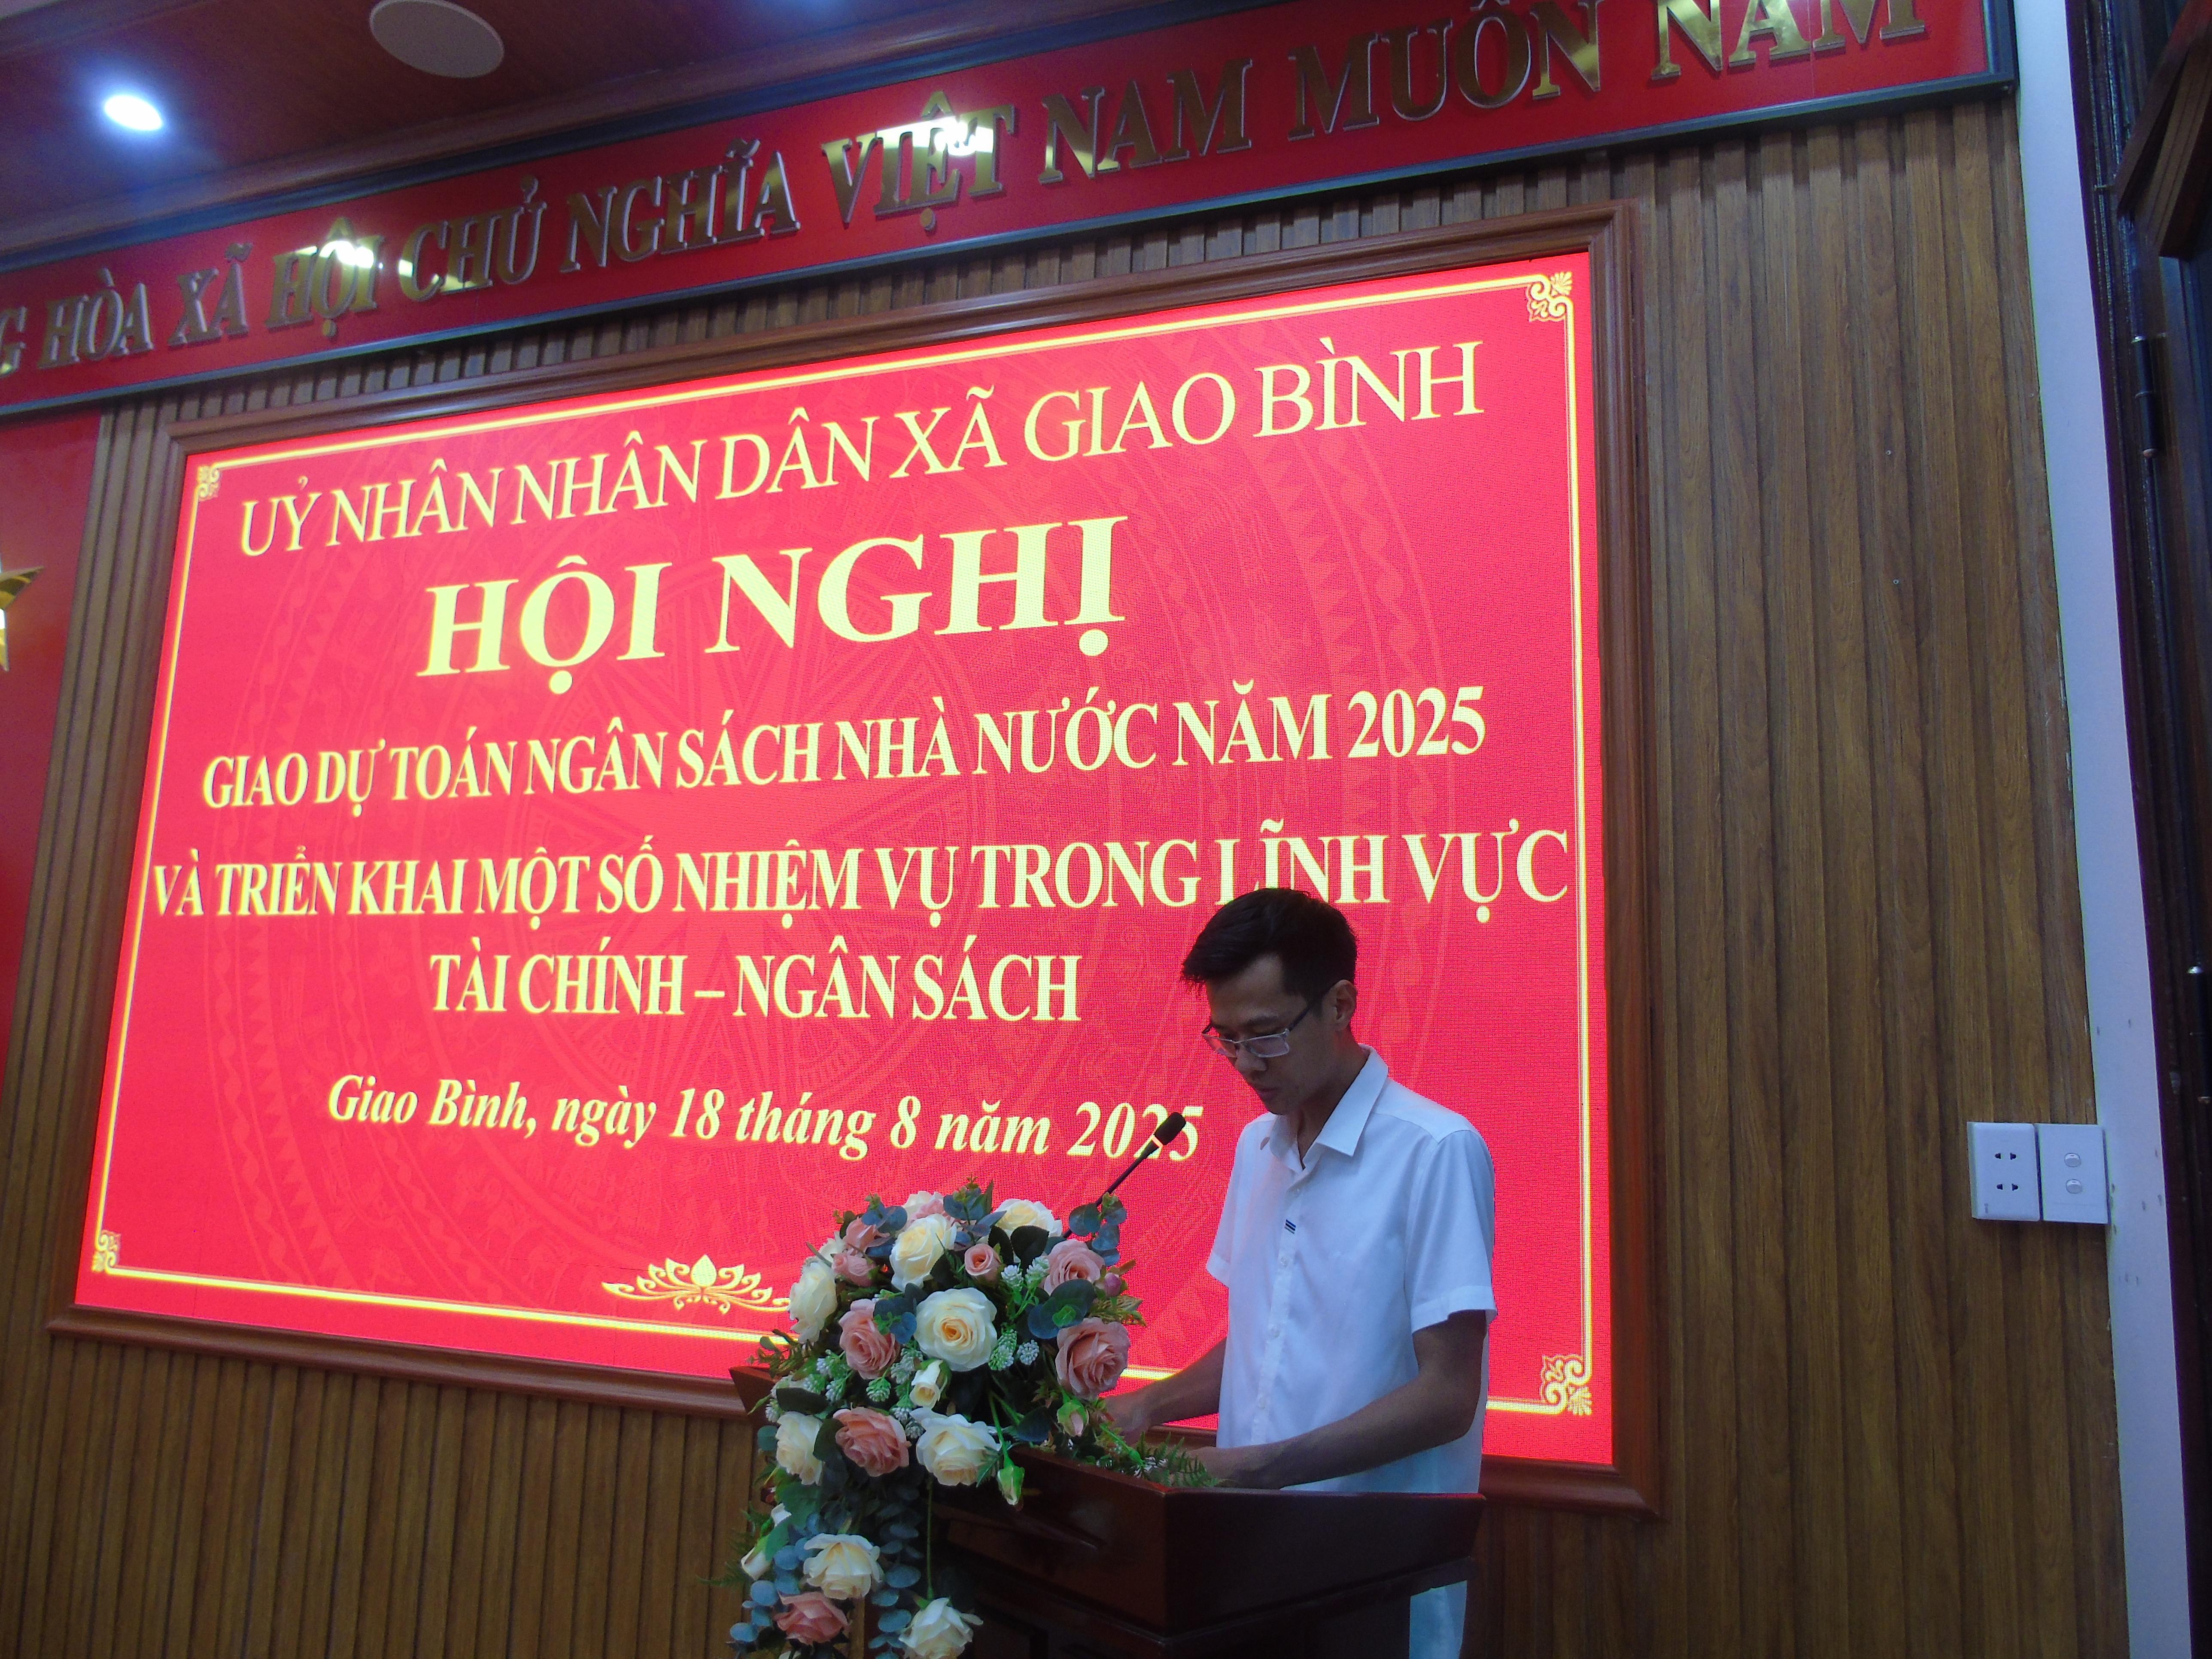 HÒA XÃ HỘI CHỦ NGHĨA VIỆT NAM MUÔN NĂM
UỶ NHÂN NHÂN DÂN XÃ GIAO BÌNH
HỘI NGHỊ
GIAO DỰ TOÁN NGÂN SÁCH NHÀ NƯỚC NĂM 2025
VÀ TRIỂN KHAI MỘT SỐ NHIỆM VỤ TRONG LĨNH VỰC
TÀI CHÍNH – NGÂN SÁCH
Giao Bình, ngày 18 tháng 8 năm 2025